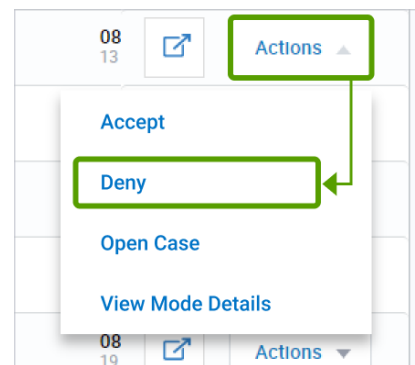 08
13
Actions
Accept
Deny
Open Case
View Mode Details
08
19
Actions